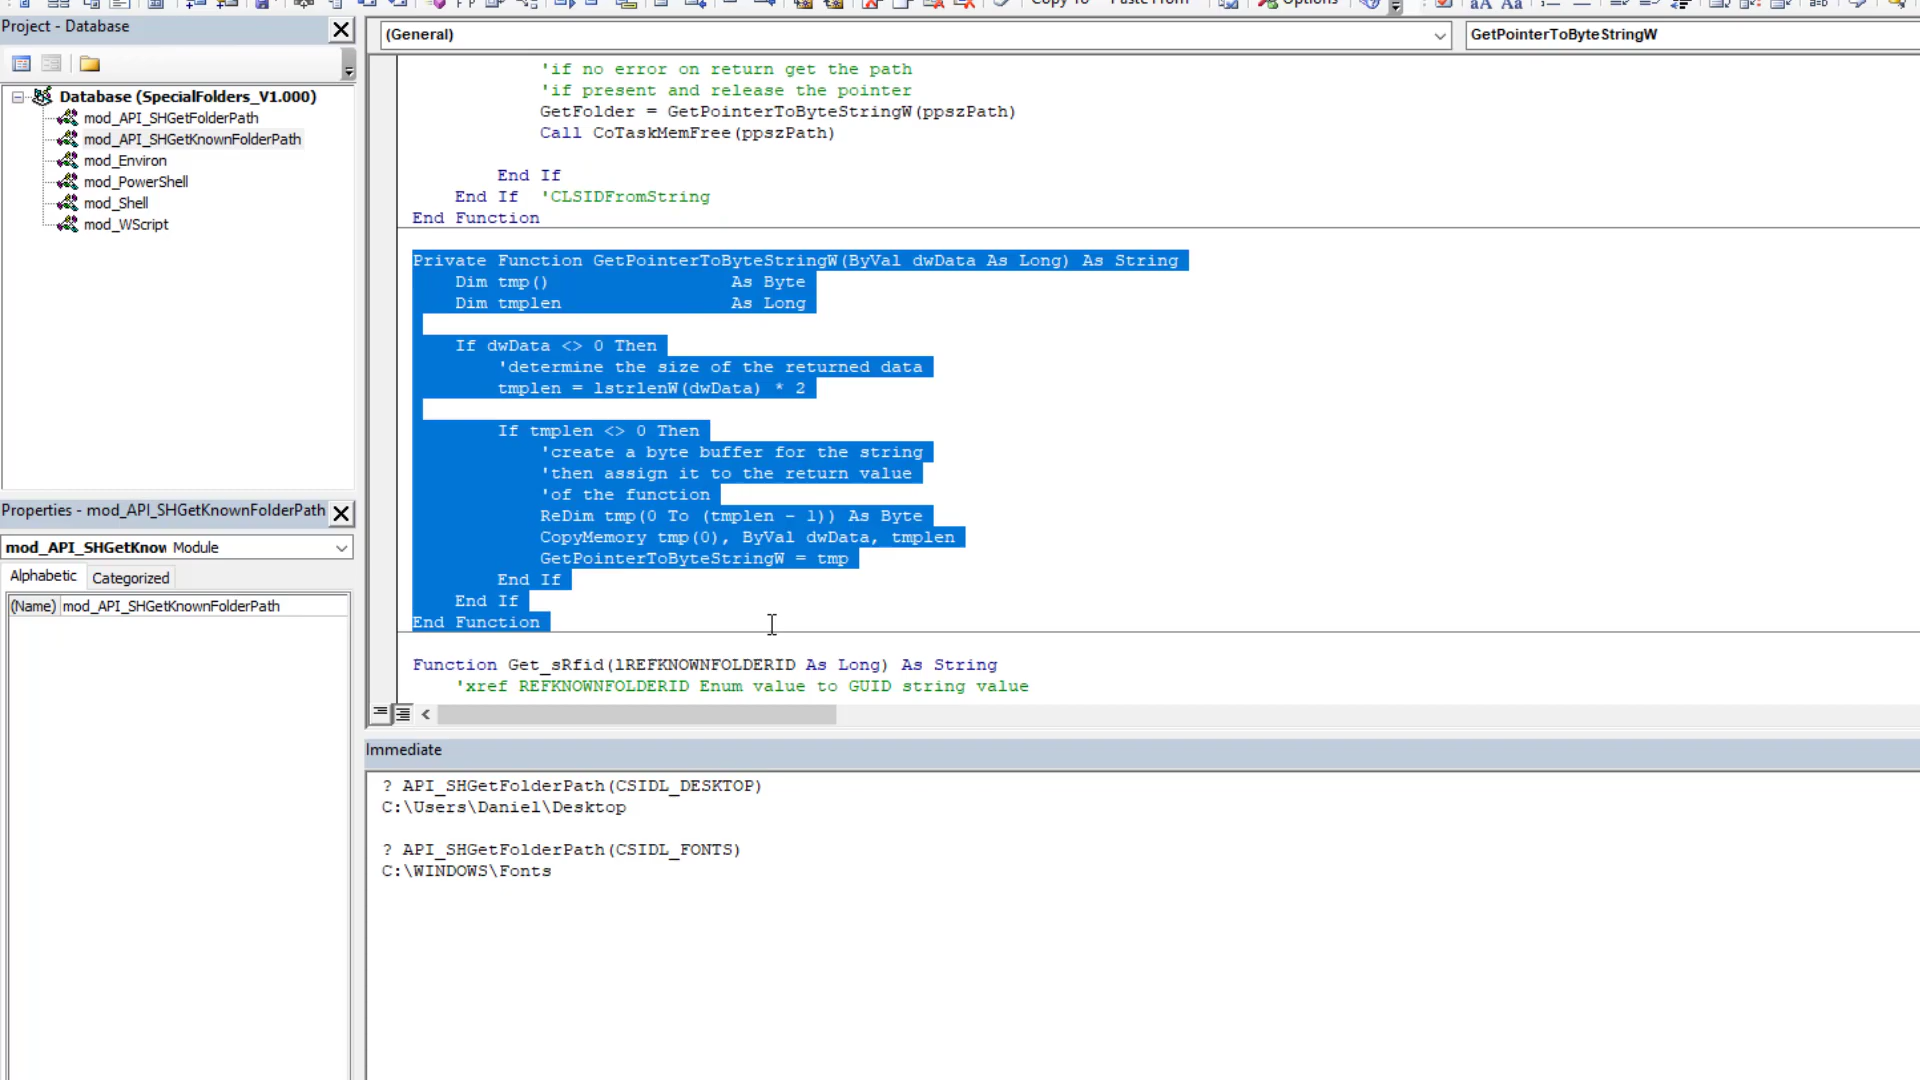 Copy To
Paste From
Options
Project - Database
Database (SpecialFolders_V1.000)
mod_API_SHGetFolderPath
mod_API_SHGetKnownFolderPath
mod_Environ
mod_PowerShell
mod_Shell
mod_WScript
Properties - mod_API_SHGetKnownFolderPath
mod_API_SHGetKnow Module
Alphabetic Categorized
(Name) mod_API_SHGetKnownFolderPath
(General)
GetPointerToByteStringW
'if no error on return get the path
'if present and release the pointer
GetFolder = GetPointerToByteStringW(ppszPath)
Call CoTaskMemFree(ppszPath)
End If
End If 'CLSIDFromString
End Function
Private Function GetPointerToByteStringW(ByVal dwData As Long) As String
Dim tmp() As Byte
Dim tmplen As Long
If dwData <> 0 Then
'determine the size of the returned data
tmplen = lstrlenW(dwData) * 2
If tmplen <> 0 Then
'create a byte buffer for the string
'then assign it to the return value
'of the function
ReDim tmp(0 To (tmplen - 1)) As Byte
CopyMemory tmp(0), ByVal dwData, tmplen
GetPointerToByteStringW = tmp
End If
End If
End Function
Function Get_sRfid(lREFKNOWNFOLDERID As Long) As String
'xref REFKNOWNFOLDERID Enum value to GUID string value
Immediate
? API_SHGetFolderPath(CSIDL_DESKTOP)
C:\Users\Daniel\Desktop
? API_SHGetFolderPath(CSIDL_FONTS)
C:\WINDOWS\Fonts